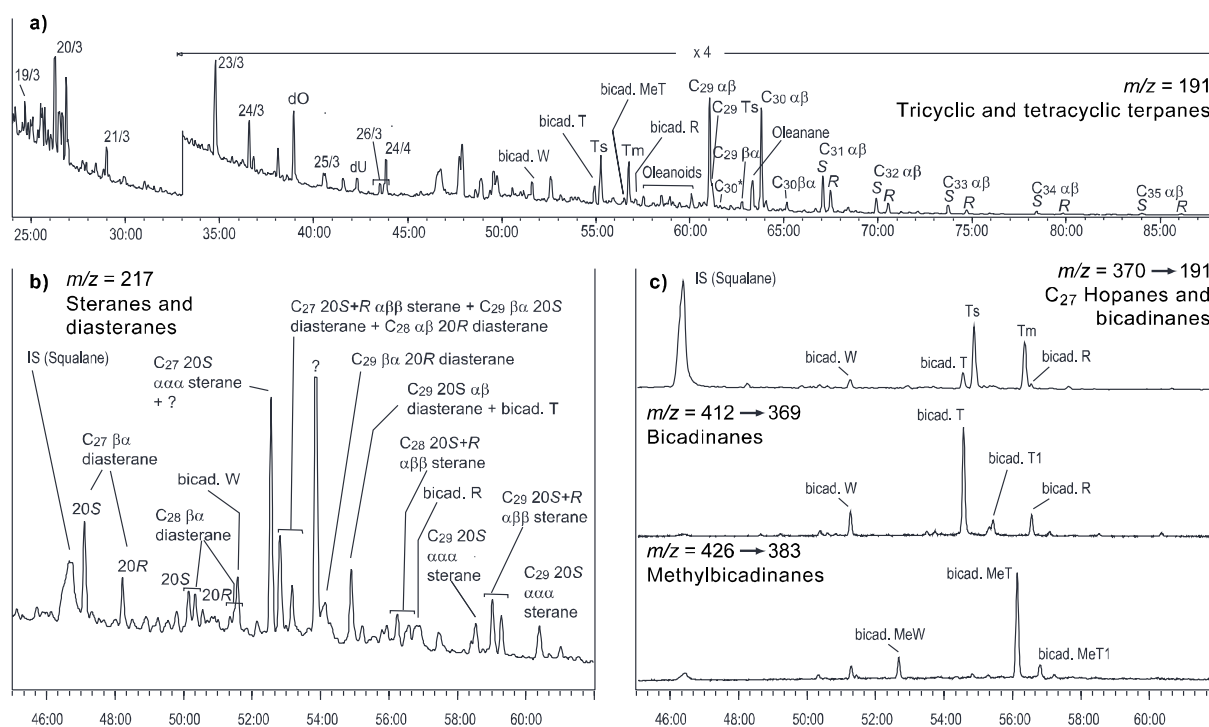 a)
20/3
19/3
21/3
x 4
23/3
24/3
dO
25/3
dU
26/3
24/4
bicad. W
bicad. T
Ts
bicad. MeT
Tm
bicad. R
Oleanoids
C29 αβ
C29 Ts
C30*
C29 βα
C30 αβ
Oleanane
C30βα
C31 αβ
S
R
C32 αβ
S
R
C33 αβ
S
R
C34 αβ
S
R
C35 αβ
S
R
m/z = 191
Tricyclic and tetracyclic terpanes
25:00 30:00 35:00 40:00 45:00 50:00 55:00 60:00 65:00 70:00 75:00 80:00 85:00
b) m/z = 217
Steranes and
diasteranes
IS (Squalane)
C27 βα
diasterane
20S
20R
C28 βα
diasterane
20S
20R
bicad. W
C27 20S
ααα sterane
+ ?
C27 20S+R αββ sterane + C29 βα 20S
diasterane + C28 αβ 20R diasterane
?
C29 βα 20R diasterane
C29 20S αβ
diasterane + bicad. T
C28 20S+R
αββ sterane
bicad. R
C29 20S
ααα
sterane
C29 20S+R
αββ sterane
C29 20S
ααα
sterane
46:00 48:00 50:00 52:00 54:00 56:00 58:00 60:00
c)
IS (Squalane)
m/z = 370 → 191
C27 Hopanes and
bicadinanes
bicad. W
bicad. T
Ts
Tm
bicad. R
m/z = 412 → 369
Bicadinanes
bicad. W
bicad. T
bicad. T1
bicad. R
m/z = 426 → 383
Methylbicadinanes
bicad. MeW
bicad. MeT
bicad. MeT1
46:00 48:00 50:00 52:00 54:00 56:00 58:00 60:00